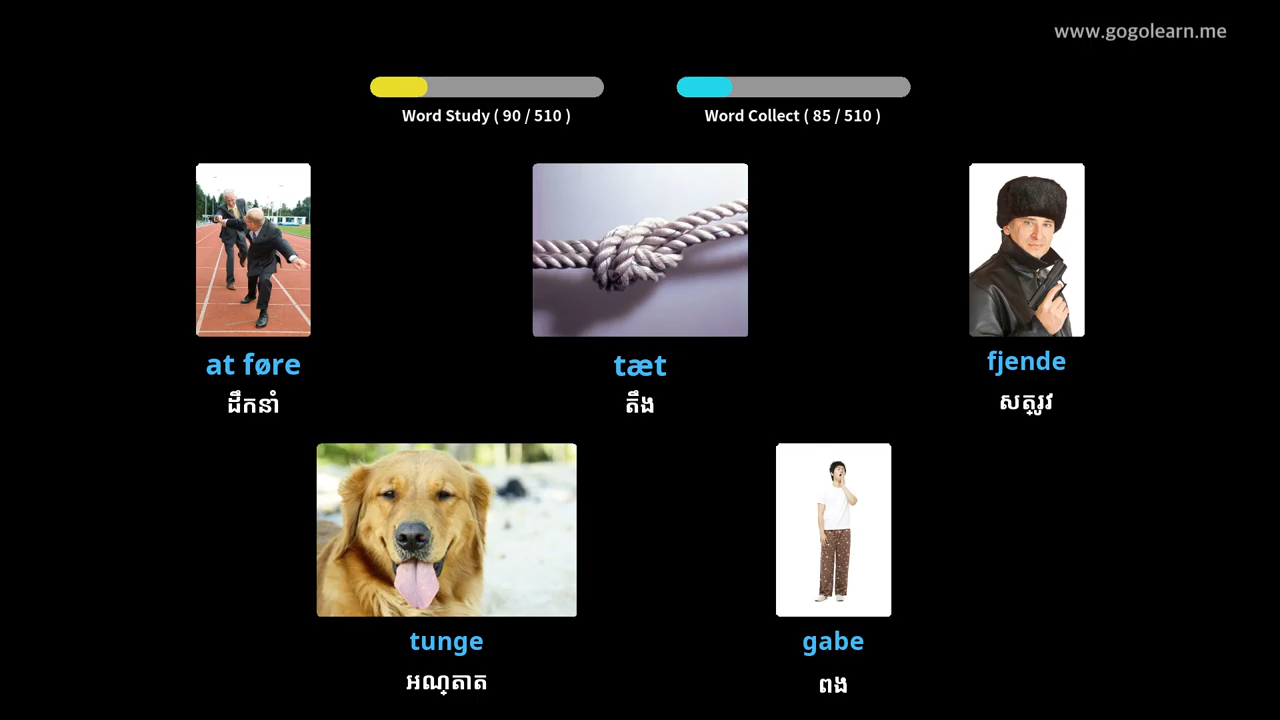 www.gogolearn.me
Word Study ( 90 / 510 )
Word Collect ( 85 / 510 )
at føre
ដឹកនាំ
tæt
តឹង
fjende
សត្រូវ
tunge
អណ្តាត
gabe
ពង